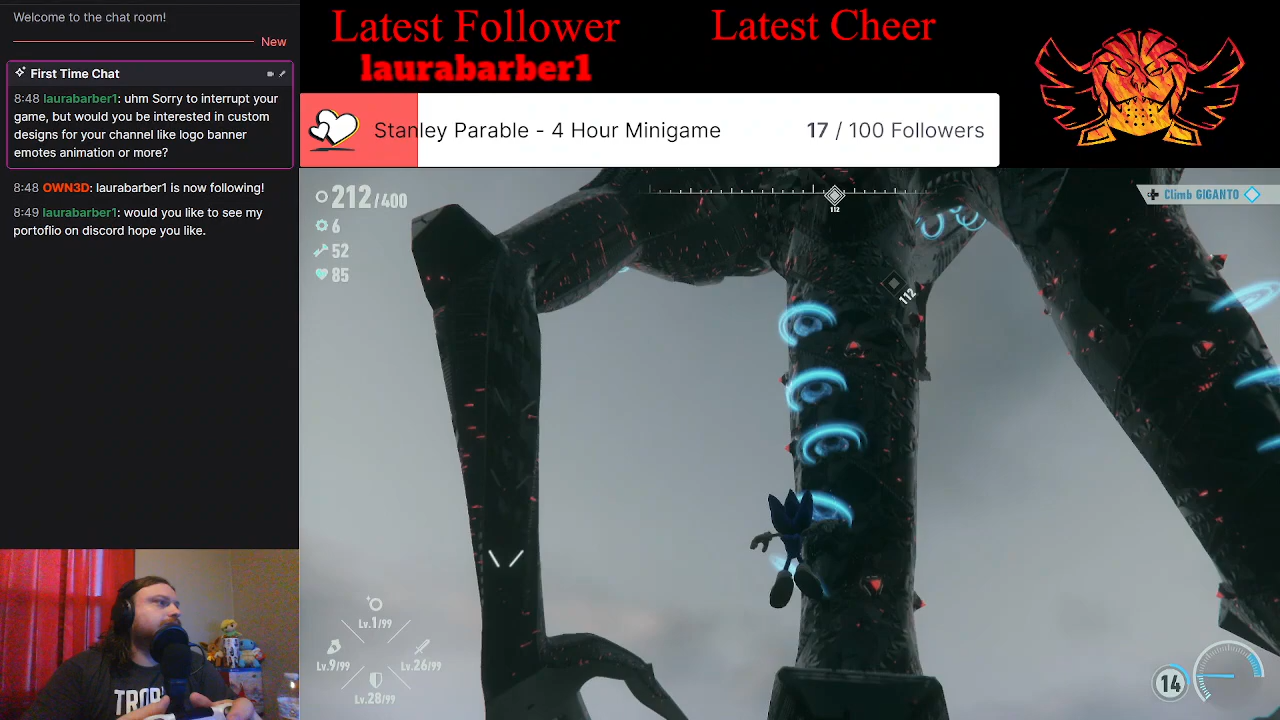 Welcome to the chat room!
New
First Time Chat
8:48 laurabarber1: uhm Sorry to interrupt your
game, but would you be interested in custom
designs for your channel like logo banner
emotes animation or more?
8:48 OWN3D: laurabarber1 is now following!
8:49 laurabarber1: would you like to see my
portoflio on discord hope you like.
Latest Follower
laurabarber1
Latest Cheer
Stanley Parable - 4 Hour Minigame
17 / 100 Followers
212/400
6
52
85
112
Climb GIGANTO
112
Lv.1/99
Lv.9/99
Lv.26/99
Lv.28/99
14